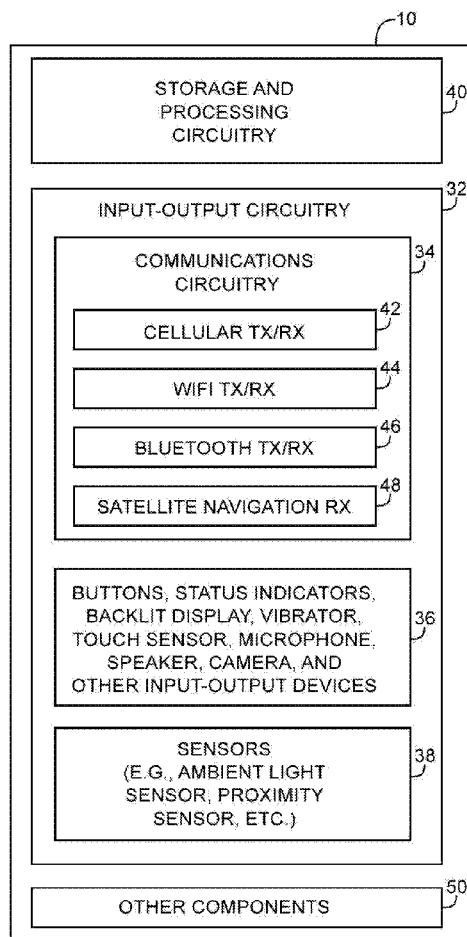 10
STORAGE AND
PROCESSING
CIRCUITRY
40
INPUT-OUTPUT CIRCUITRY
32
COMMUNICATIONS
CIRCUITRY
34
CELLULAR TX/RX
42
WIFI TX/RX
44
BLUETOOTH TX/RX
46
SATELLITE NAVIGATION RX
48
BUTTONS, STATUS INDICATORS,
BACKLIT DISPLAY, VIBRATOR,
TOUCH SENSOR, MICROPHONE,
SPEAKER, CAMERA, AND
OTHER INPUT-OUTPUT DEVICES
36
SENSORS
(E.G., AMBIENT LIGHT
SENSOR, PROXIMITY
SENSOR, ETC.)
38
OTHER COMPONENTS
50